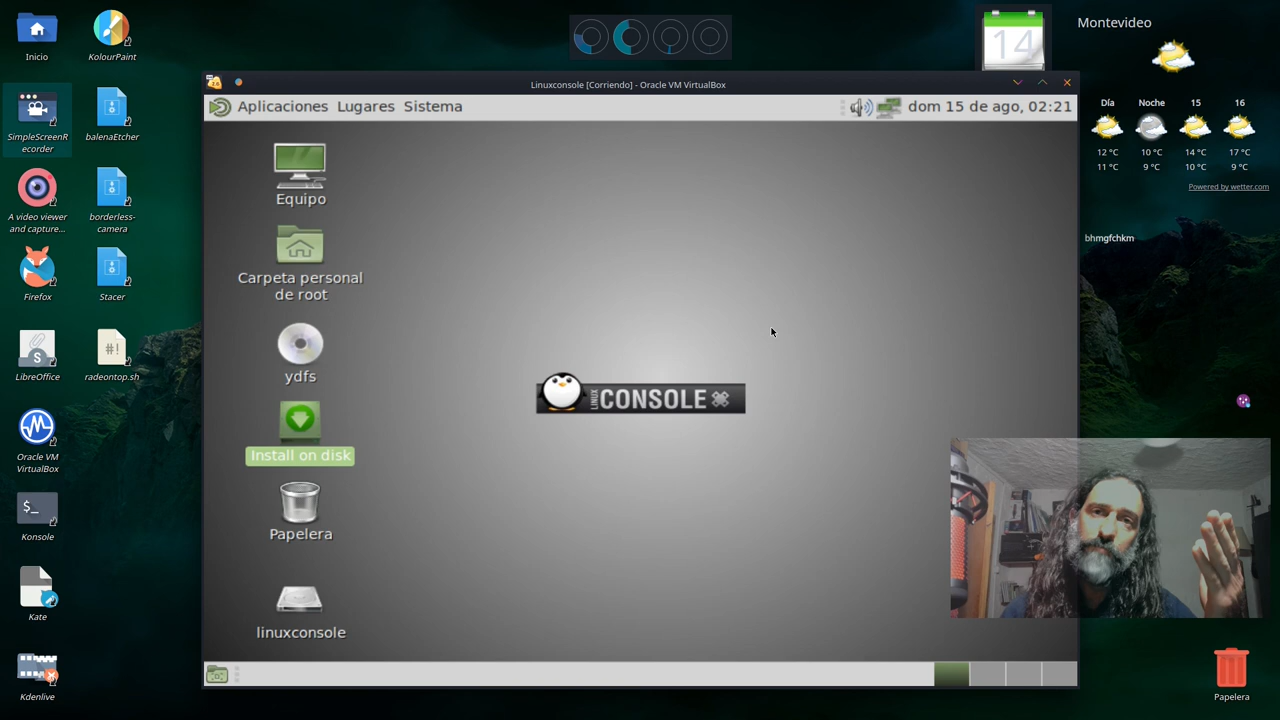 Inicio
KolourPaint
SimpleScreenR
ecorder
balenaEtcher
A video viewer
and capture...
borderless-
camera
Firefox
Stacer
LibreOffice
radeontop.sh
Oracle VM
VirtualBox
Konsole
Kate
Kdenlive
S
#!
$_
Linuxconsole [Corriendo] - Oracle VM VirtualBox
Aplicaciones Lugares Sistema
dom 15 de ago, 02:21
Equipo
Carpeta personal
de root
ydfs
Install on disk
Papelera
linuxconsole
LINUX CONSOLE
14
Montevideo
Día Noche 15 16
12 °C 10 °C 14 °C 17 °C
11 °C 9 °C 10 °C 9 °C
Powered by wetter.com
bhmgfchkm
Papelera